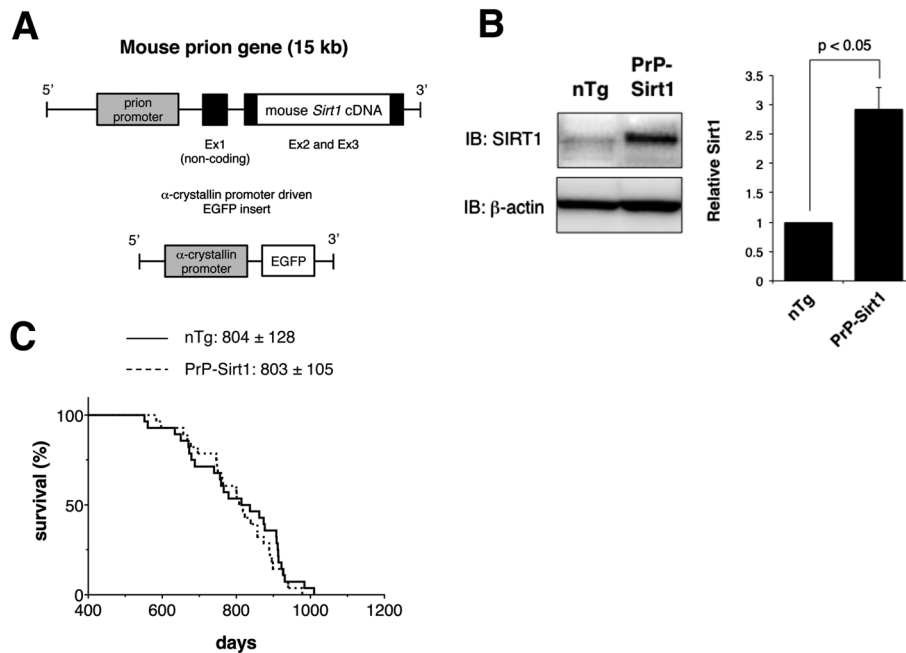 A
Mouse prion gene (15 kb)
5’
3’
prion
promoter
mouse Sirt1 cDNA
Ex1
(non-coding)
Ex2 and Ex3
α-crystallin promoter driven
EGFP insert
5’
3’
α-crystallin
promoter
EGFP
B
nTg
PrP-
Sirt1
IB: SIRT1
IB: β-actin
p < 0.05
Relative Sirt1
3.5
3
2.5
2
1.5
1
0.5
0
nTg
PrP-Sirt1
C
nTg: 804 ± 128
PrP-Sirt1: 803 ± 105
survival (%)
100
50
0
400
600
800
1000
1200
days